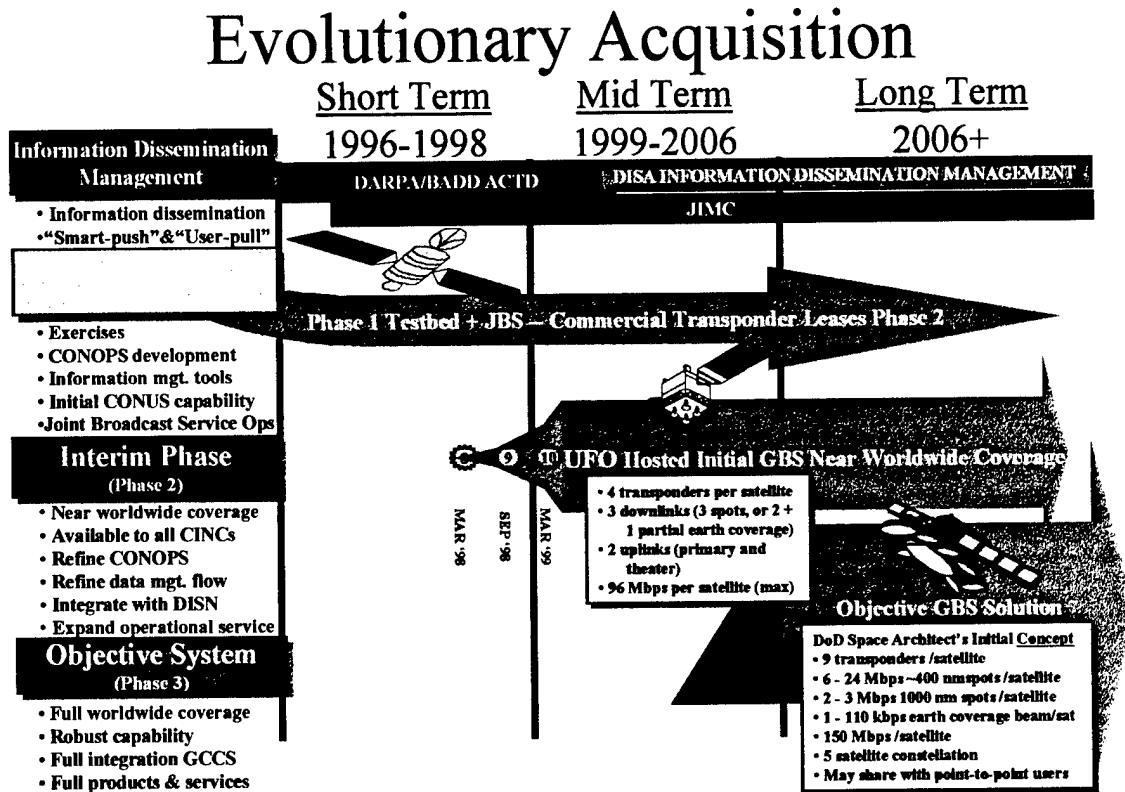 Evolutionary Acquisition
Short Term
1996-1998
Mid Term
1999-2006
Long Term
2006+
Information Dissemination
Management
DARPA/BADD ACTD
DISA INFORMATION DISSEMINATION MANAGEMENT
JIMC
• Information dissemination
•“Smart-push”&“User-pull”
Phase 1 Testbed + JBS – Commercial Transponder Leases Phase 2
• Exercises
• CONOPS development
• Information mgt. tools
• Initial CONUS capability
•Joint Broadcast Service Ops
Interim Phase
(Phase 2)
9
10
UFO Hosted Initial GBS Near Worldwide Coverage
MAR '98
SEP '98
MAR '99
• 4 transponders per satellite
• 3 downlinks (3 spots, or 2 +
1 partial earth coverage)
• 2 uplinks (primary and
theater)
• 96 Mbps per satellite (max)
• Near worldwide coverage
• Available to all CINCs
• Refine CONOPS
• Refine data mgt. flow
• Integrate with DISN
• Expand operational service
Objective System
(Phase 3)
• Full worldwide coverage
• Robust capability
• Full integration GCCS
• Full products & services
Objective GBS Solution
DoD Space Architect's Initial Concept
• 9 transponders /satellite
• 6 - 24 Mbps ~400 nm spots /satellite
• 2 - 3 Mbps 1000 nm spots /satellite
• 1 - 110 kbps earth coverage beam/sat
• 150 Mbps /satellite
• 5 satellite constellation
• May share with point-to-point users